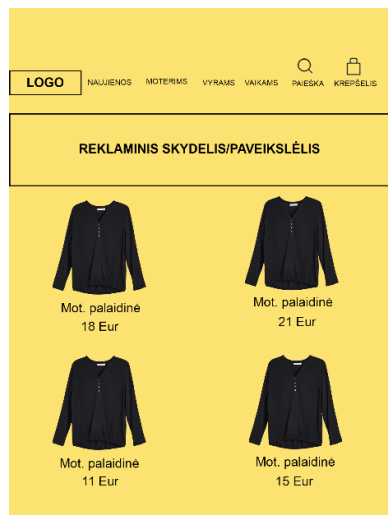 LOGO
NAUJIENOS
MOTERIMS
VYRAMS
VAIKAMS
PAIEŠKA
KREPŠELIS
REKLAMINIS SKYDELIS/PAVEIKSLĖLIS
Mot. palaidinė
18 Eur
Mot. palaidinė
21 Eur
Mot. palaidinė
11 Eur
Mot. palaidinė
15 Eur